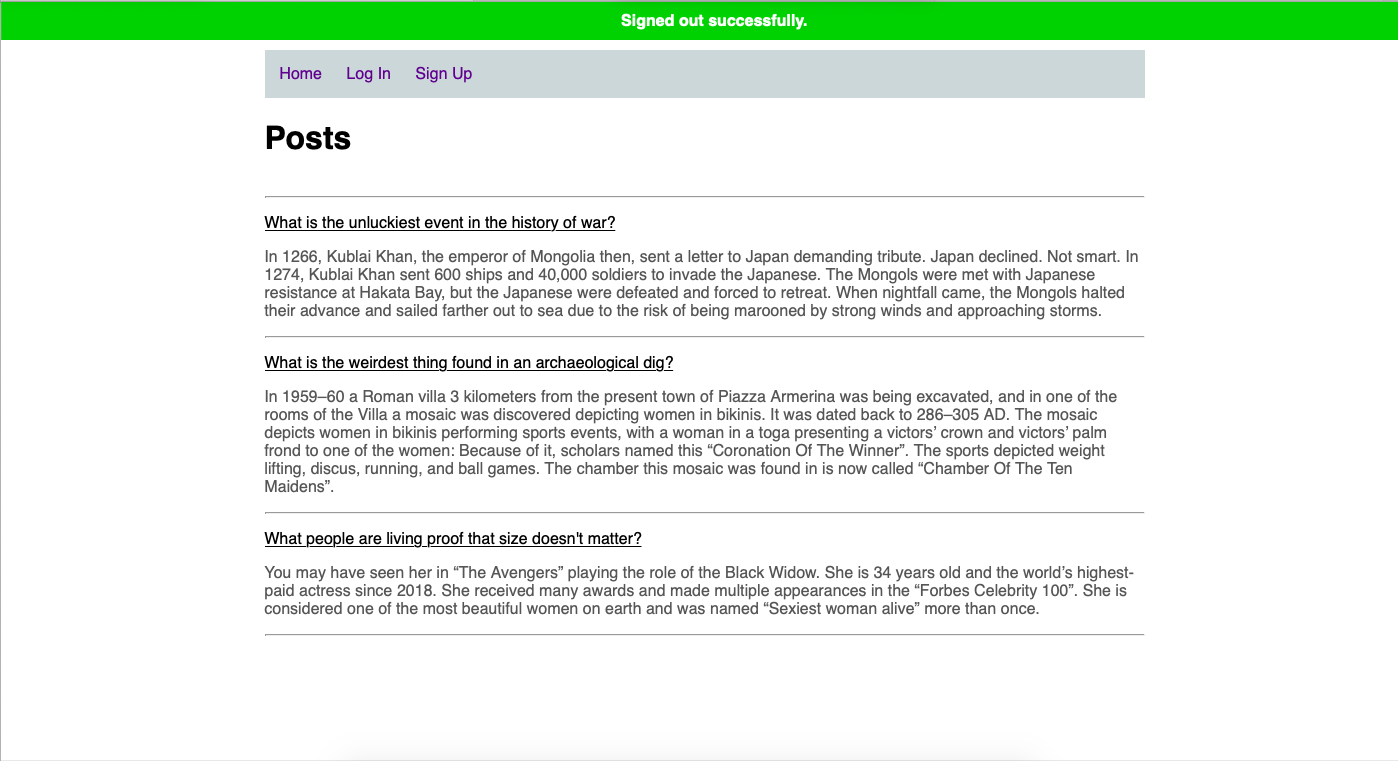 Signed out successfully.
Home Log In Sign Up
Posts
What is the unluckiest event in the history of war?
In 1266, Kublai Khan, the emperor of Mongolia then, sent a letter to Japan demanding tribute. Japan declined. Not smart. In
1274, Kublai Khan sent 600 ships and 40,000 soldiers to invade the Japanese. The Mongols were met with Japanese
resistance at Hakata Bay, but the Japanese were defeated and forced to retreat. When nightfall came, the Mongols halted
their advance and sailed farther out to sea due to the risk of being marooned by strong winds and approaching storms.
What is the weirdest thing found in an archaeological dig?
In 1959–60 a Roman villa 3 kilometers from the present town of Piazza Armerina was being excavated, and in one of the
rooms of the Villa a mosaic was discovered depicting women in bikinis. It was dated back to 286–305 AD. The mosaic
depicts women in bikinis performing sports events, with a woman in a toga presenting a victors’ crown and victors’ palm
frond to one of the women: Because of it, scholars named this “Coronation Of The Winner”. The sports depicted weight
lifting, discus, running, and ball games. The chamber this mosaic was found in is now called “Chamber Of The Ten
Maidens”.
What people are living proof that size doesn't matter?
You may have seen her in “The Avengers” playing the role of the Black Widow. She is 34 years old and the world’s highest-
paid actress since 2018. She received many awards and made multiple appearances in the “Forbes Celebrity 100”. She is
considered one of the most beautiful women on earth and was named “Sexiest woman alive” more than once.